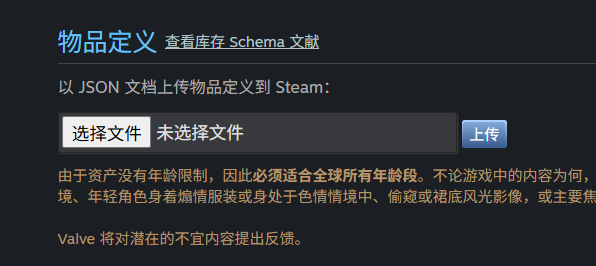 物品定义 查看库存 Schema 文献
以 JSON 文档上传物品定义到 Steam：
选择文件 未选择文件 上传
由于资产没有年龄限制，因此必须适合全球所有年龄段。不论游戏中的内容为何，
境、年轻角色身着煽情服装或身处于色情情境中、偷窥或裙底风光影像，或主要焦
Valve 将对潜在的不宜内容提出反馈。